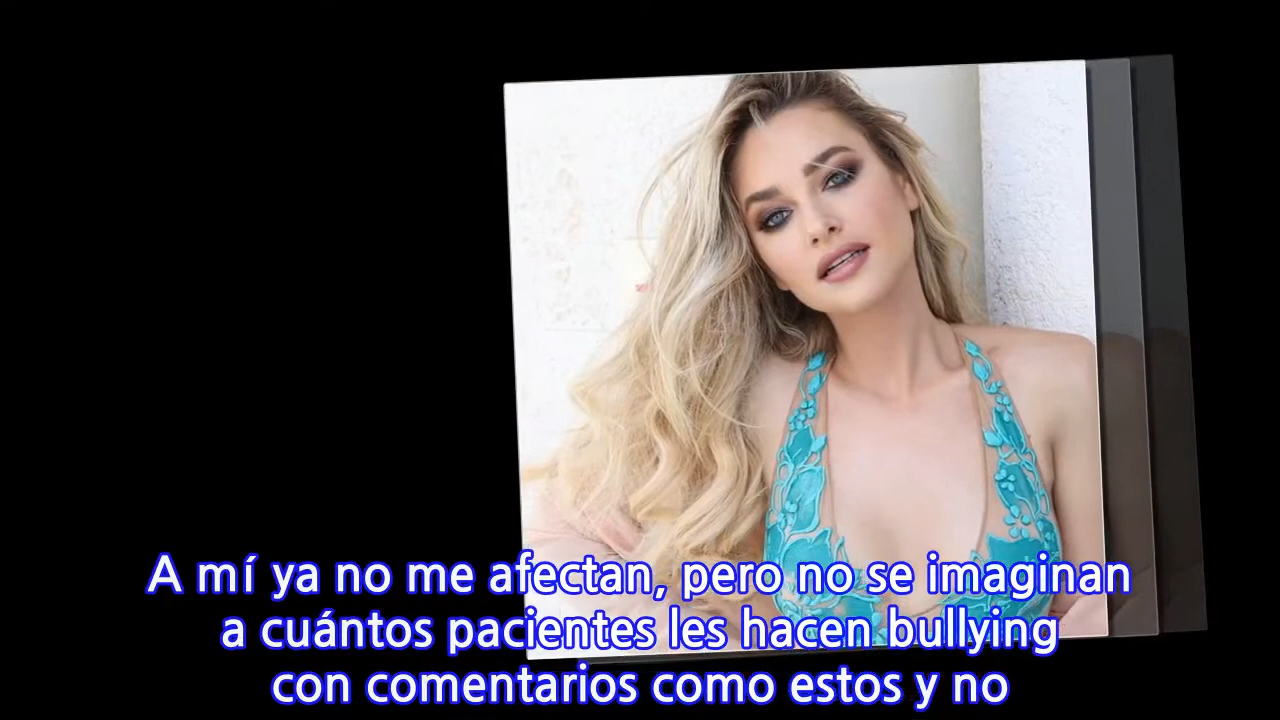 A mí ya no me afectan, pero no se imaginan
a cuántos pacientes les hacen bullying
con comentarios como estos y no